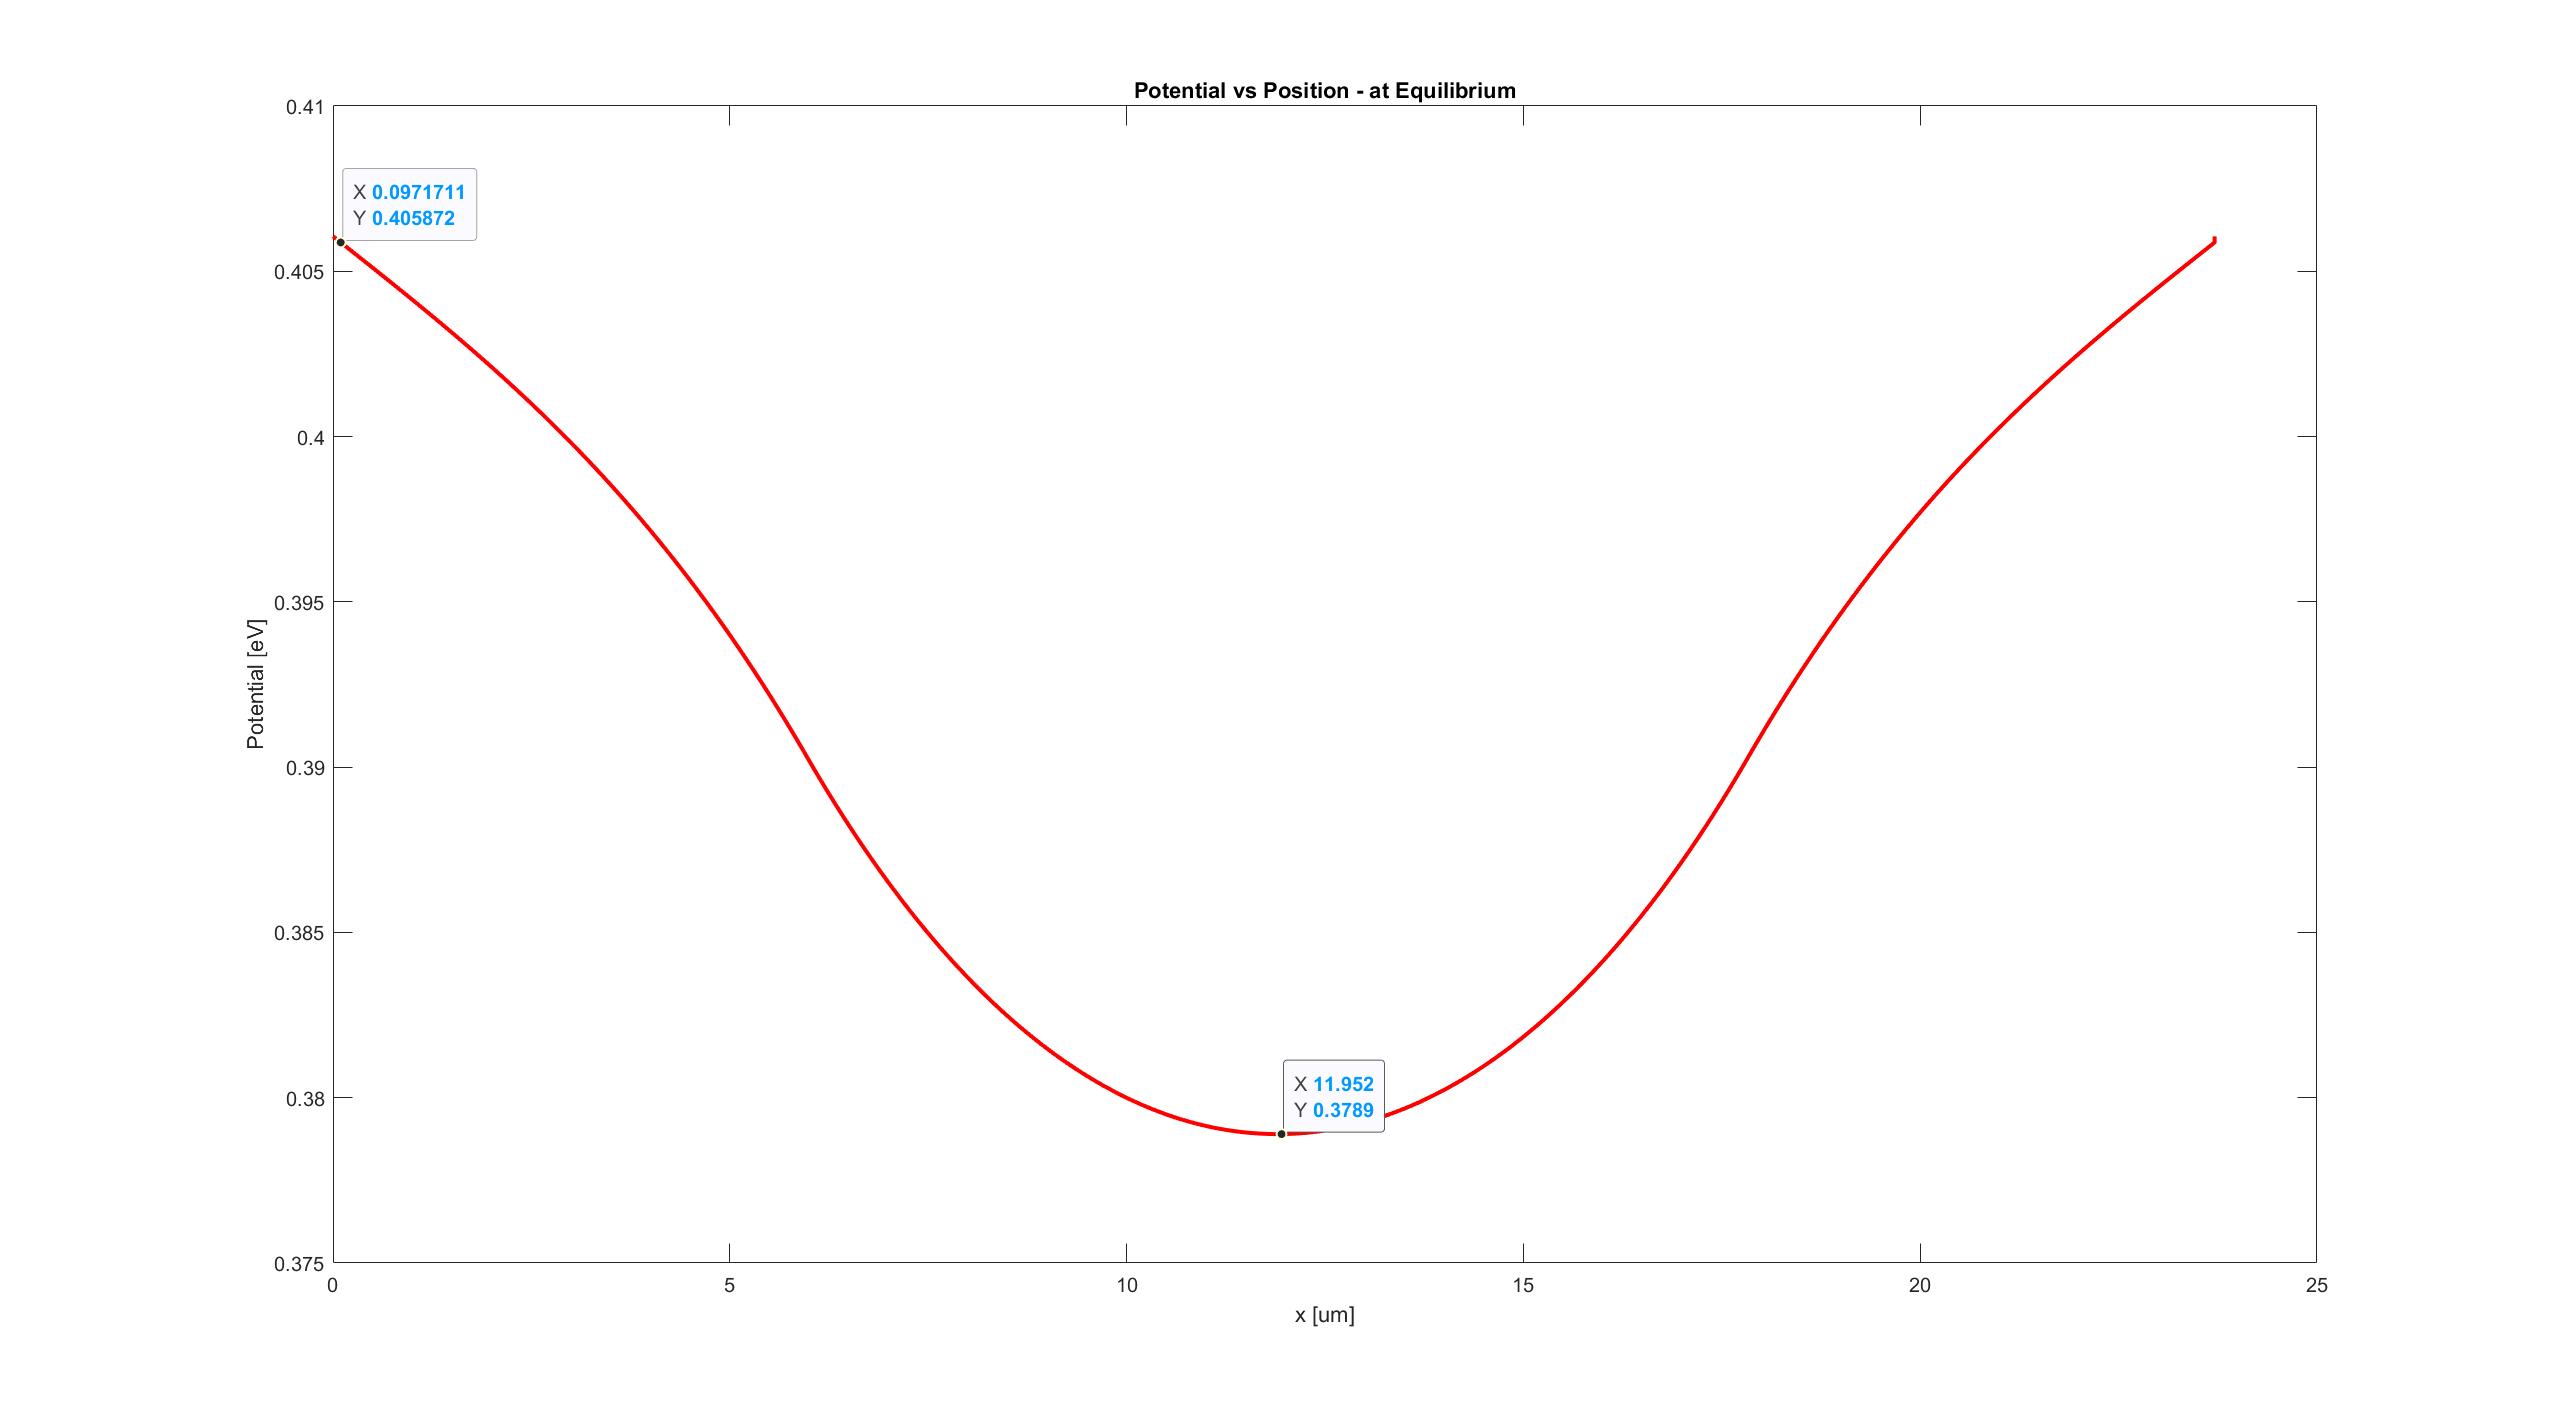 Potential vs Position - at Equilibrium
0.41
X 0.0971711
Y 0.405872
0.405
0.4
0.395
Potential [eV]
0.39
0.385
X 11.952
Y 0.3789
0.38
0.375
0 5 10 15 20 25
x [um]